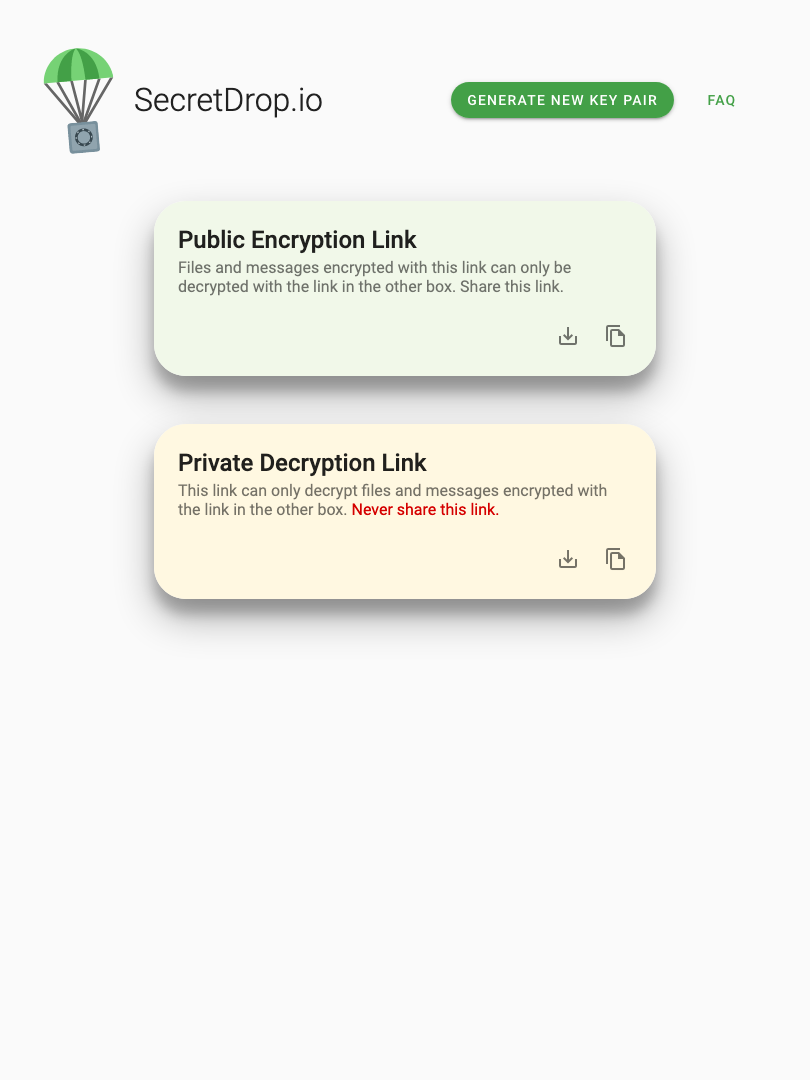 SecretDrop.io
GENERATE NEW KEY PAIR
FAQ
Public Encryption Link
Files and messages encrypted with this link can only be
decrypted with the link in the other box. Share this link.
Private Decryption Link
This link can only decrypt files and messages encrypted with
the link in the other box. Never share this link.